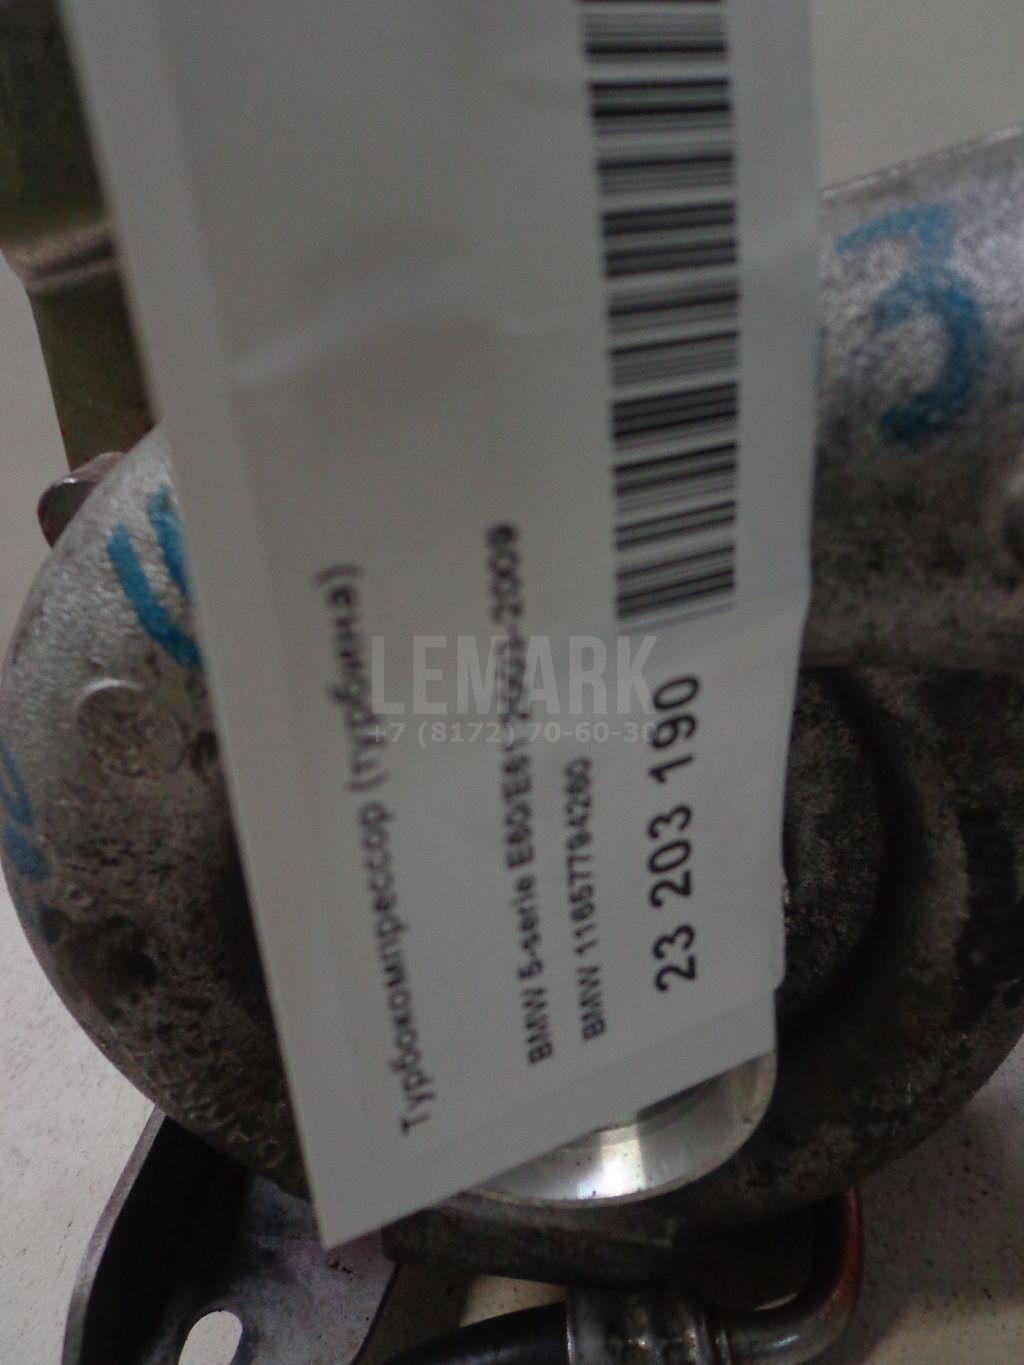 Турбокомпрессор (турбина)
BMW 5-serie E60/E61 2003-2009
BMW 11657794260
23 203 190
LEMARK
+7 (8172) 70-60-30